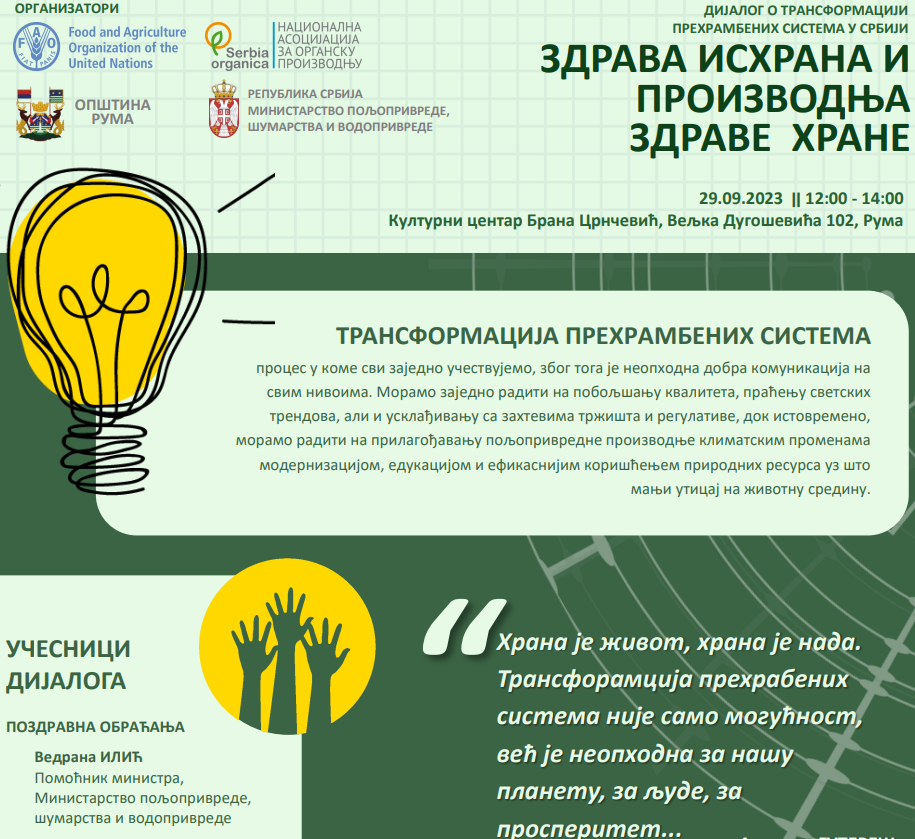 ОРГАНИЗАТОРИ
Food and Agriculture
Organization of the
United Nations
FAO
FIAT PANIS
Serbia
organica
НАЦИОНАЛНА
АСОЦИЈАЦИЈА
ЗА ОРГАНСКУ
ПРОИЗВОДЊУ
ОПШТИНА
РУМА
РЕПУБЛИКА СРБИЈА
МИНИСТАРСТВО ПОЉОПРИВРЕДЕ,
ШУМАРСТВА И ВОДОПРИВРЕДЕ
ДИЈАЛОГ О ТРАНСФОРМАЦИЈИ
ПРЕХРАМБЕНИХ СИСТЕМА У СРБИЈИ
ЗДРАВА ИСХРАНА И
ПРОИЗВОДЊА
ЗДРАВЕ ХРАНЕ
29.09.2023 || 12:00 - 14:00
Културни центар Брана Црнчевић, Вељка Дугошевића 102, Рума
ТРАНСФОРМАЦИЈА ПРЕХРАМБЕНИХ СИСТЕМА
процес у коме сви заједно учествујемо, због тога је неопходна добра комуникација на
свим нивоима. Морамо заједно радити на побољшању квалитета, праћењу светских
трендова, али и усклађивању са захтевима тржишта и регулативе, док истовремено,
морамо радити на прилагођавању пољопривредне производње климатским променама
модернизацијом, едукацијом и ефикаснијим коришћењем природних ресурса уз што
мањи утицај на животну средину.
УЧЕСНИЦИ
ДИЈАЛОГА
ПОЗДРАВНА ОБРАЋАЊА
Ведрана ИЛИЋ
Помоћник министра,
Министарство пољопривреде,
шумарства и водопривреде
“Храна је живот, храна је нада.
Трансфорамција прехрабених
система није само могућност,
већ је неопходна за нашу
планету, за људе, за
просперитет...